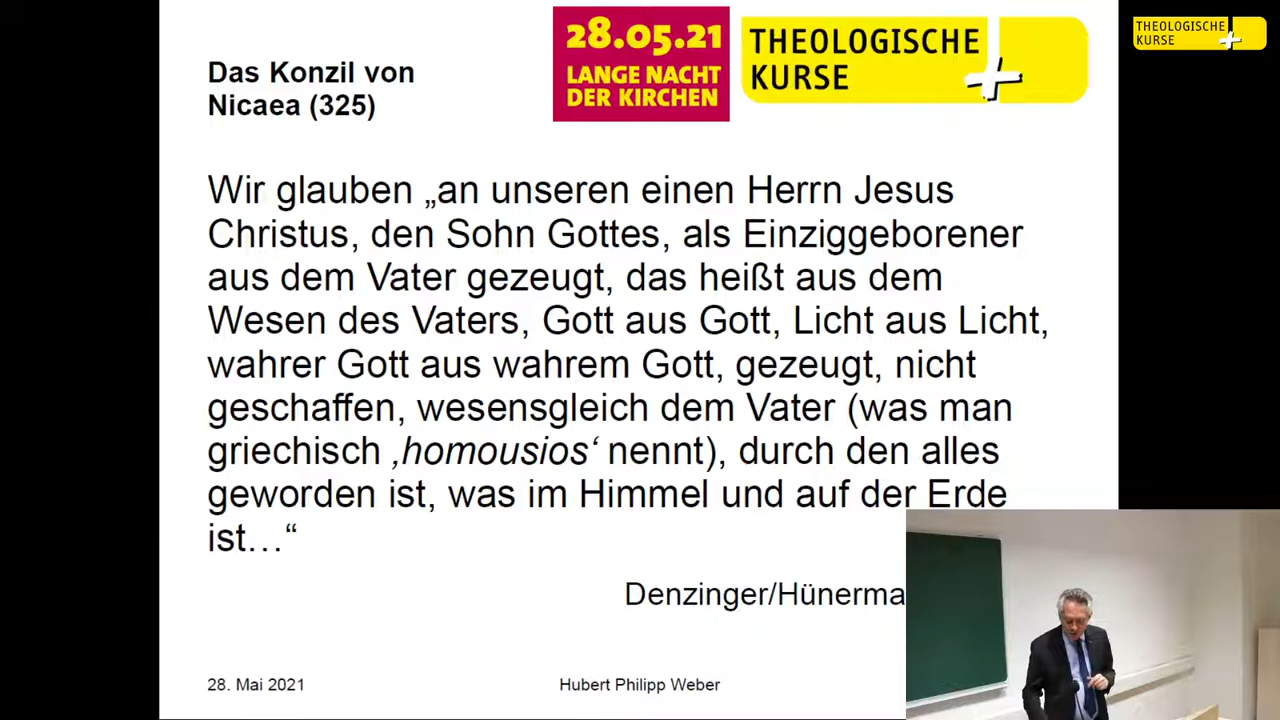 Das Konzil von
Nicaea (325)
28.05.21
LANGE NACHT
DER KIRCHEN
THEOLOGISCHE
KURSE
THEOLOGISCHE
KURSE
Wir glauben „an unseren einen Herrn Jesus
Christus, den Sohn Gottes, als Einziggeborener
aus dem Vater gezeugt, das heißt aus dem
Wesen des Vaters, Gott aus Gott, Licht aus Licht,
wahrer Gott aus wahrem Gott, gezeugt, nicht
geschaffen, wesensgleich dem Vater (was man
griechisch ‚homousios‘ nennt), durch den alles
geworden ist, was im Himmel und auf der Erde
ist…“
Denzinger/Hünerma
28. Mai 2021
Hubert Philipp Weber